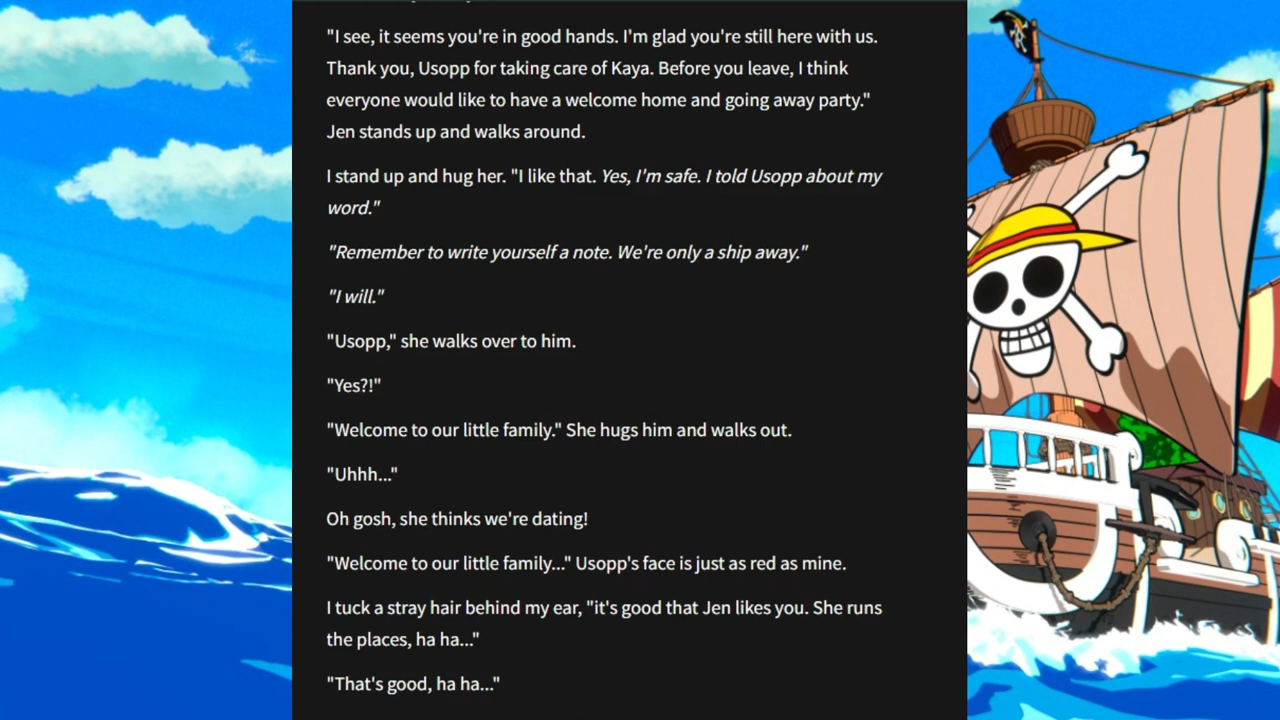 "I see, it seems you're in good hands. I'm glad you're still here with us.
Thank you, Usopp for taking care of Kaya. Before you leave, I think
everyone would like to have a welcome home and going away party."
Jen stands up and walks around.
I stand up and hug her. "I like that. Yes, I'm safe. I told Usopp about my
word."
"Remember to write yourself a note. We're only a ship away."
"I will."
"Usopp," she walks over to him.
"Yes?!"
"Welcome to our little family." She hugs him and walks out.
"Uhhh..."
Oh gosh, she thinks we're dating!
"Welcome to our little family..." Usopp's face is just as red as mine.
I tuck a stray hair behind my ear, "it's good that Jen likes you. She runs
the places, ha ha..."
"That's good, ha ha..."